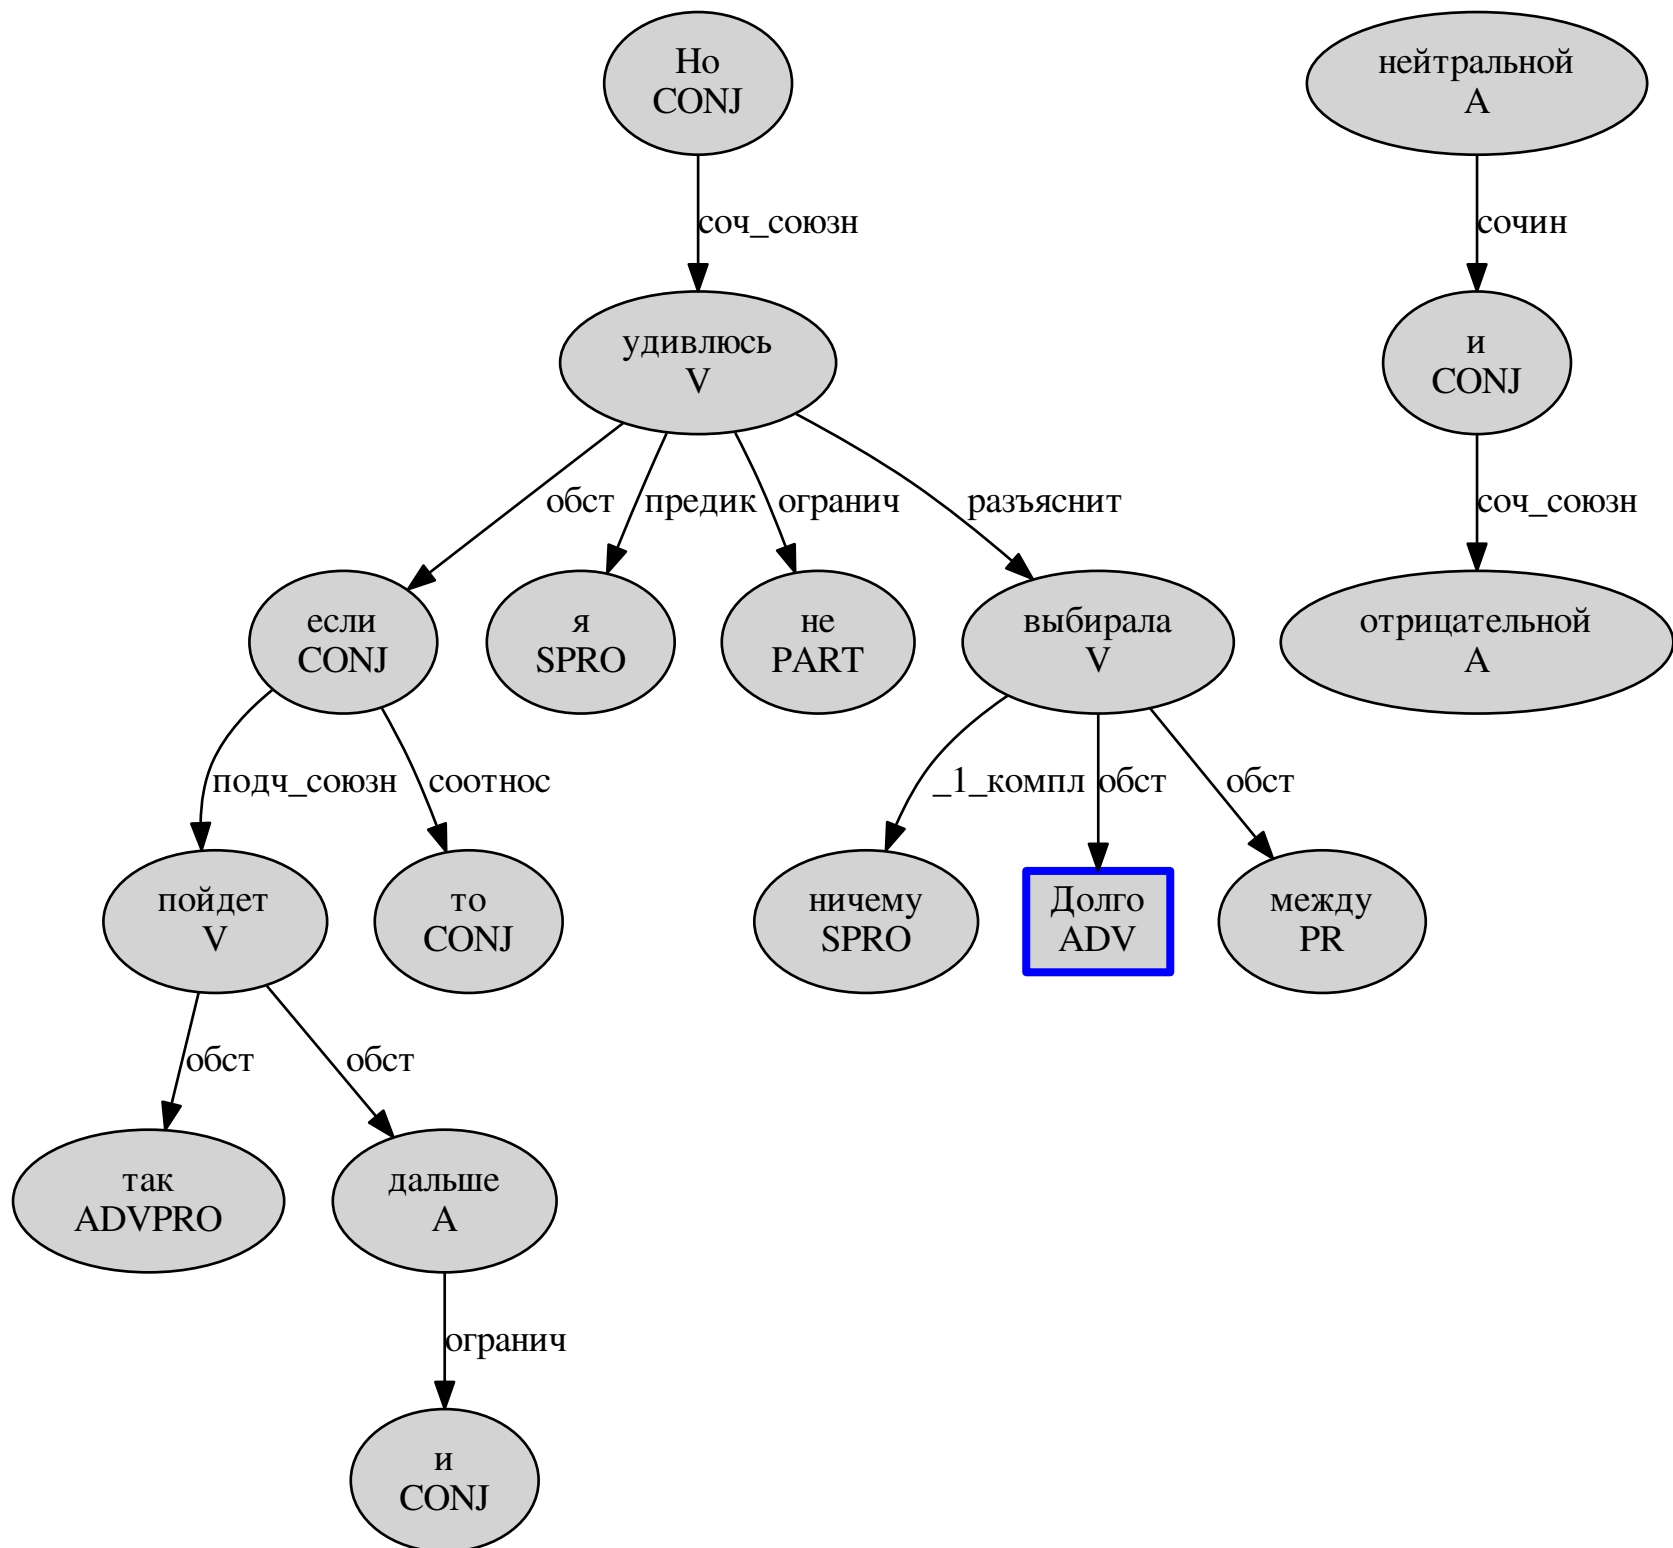 Но
CONJ
нейтральной
A
соч_союзн
сочин
удивлюсь
V
и
CONJ
обст
предик
огранич
разъяснит
соч_союзн
если
CONJ
я
SPRO
не
PART
выбирала
V
отрицательной
A
подч_союзн
соотнос
_1_компл
обст
обст
пойдет
V
то
CONJ
ничему
SPRO
Долго
ADV
между
PR
обст
обст
так
ADVPRO
дальше
A
огранич
и
CONJ